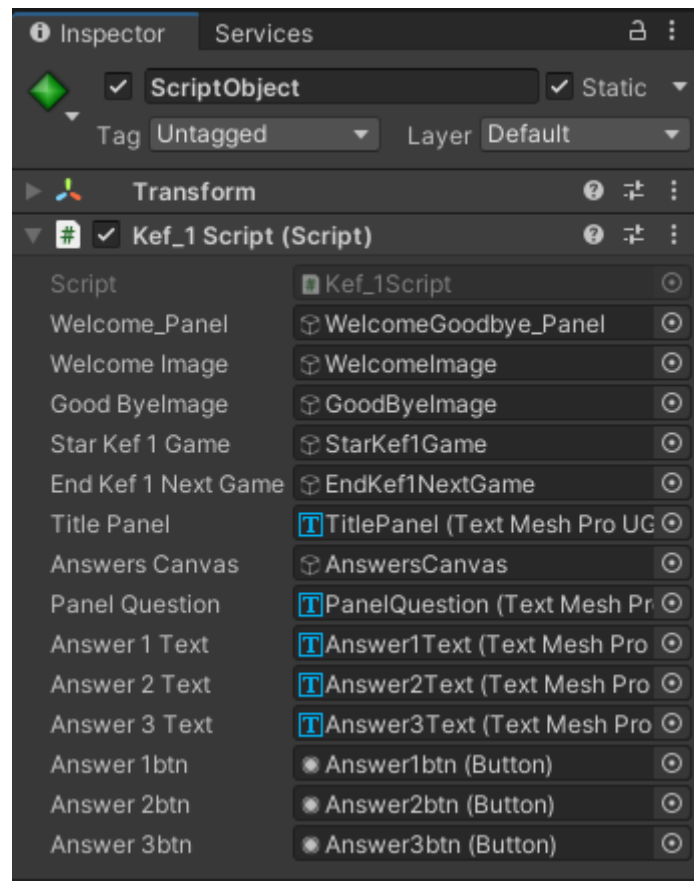 Inspector Services
ScriptObject Static
Tag Untagged Layer Default
Transform
# Kef_1 Script (Script)
Script Kef_1Script
Welcome_Panel WelcomeGoodbye_Panel
Welcome Image WelcomeImage
Good ByeImage GoodByeImage
Star Kef 1 Game StarKef1Game
End Kef 1 Next Game EndKef1NextGame
Title Panel TitlePanel (Text Mesh Pro UG
Answers Canvas AnswersCanvas
Panel Question PanelQuestion (Text Mesh Pr
Answer 1 Text Answer1Text (Text Mesh Pro
Answer 2 Text Answer2Text (Text Mesh Pro
Answer 3 Text Answer3Text (Text Mesh Pro
Answer 1btn Answer1btn (Button)
Answer 2btn Answer2btn (Button)
Answer 3btn Answer3btn (Button)